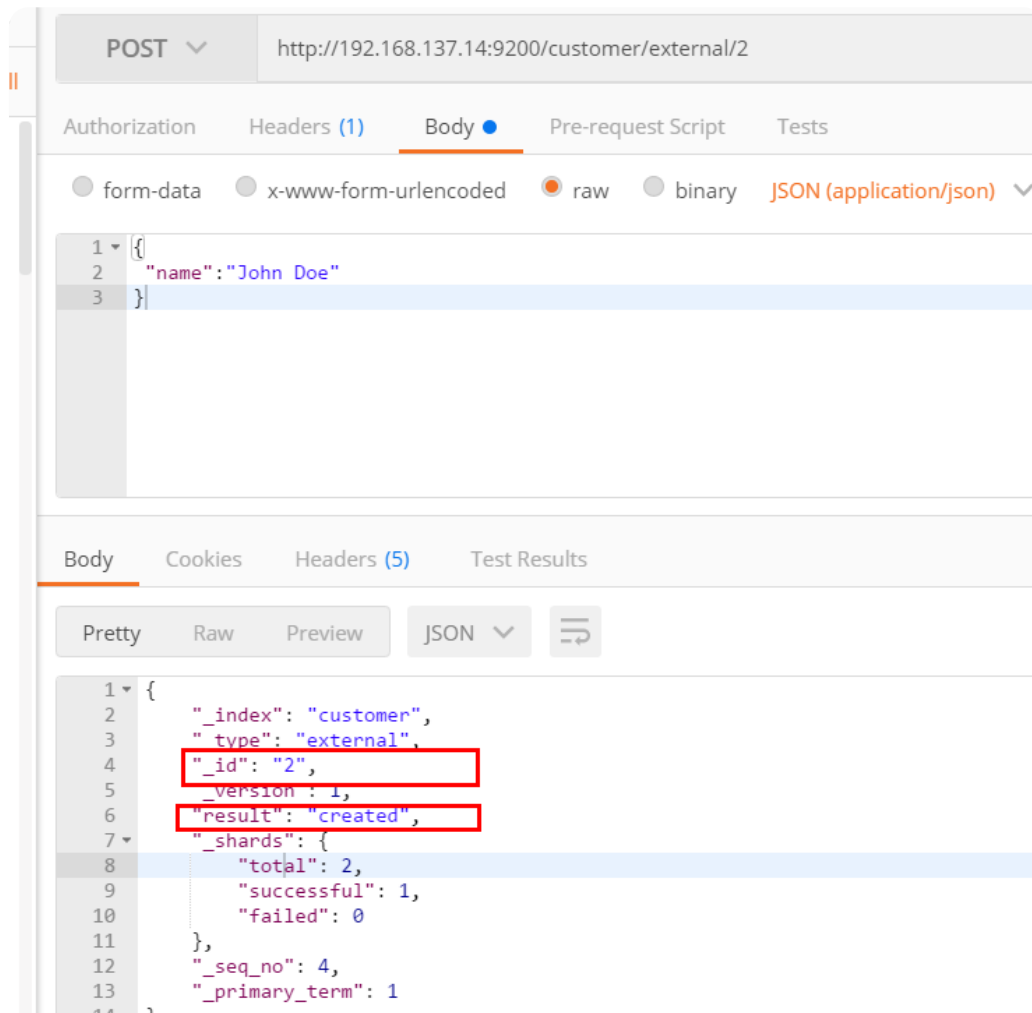 POST http://192.168.137.14:9200/customer/external/2
ll
Authorization Headers (1) Body Pre-request Script Tests
form-data x-www-form-urlencoded raw binary JSON (application/json)
1 {
2 "name":"John Doe"
3 }
Body Cookies Headers (5) Test Results
Pretty Raw Preview JSON
1 {
2 "_index": "customer",
3 "_type": "external",
4 "_id": "2",
5 "_version": 1,
6 "result": "created",
7 "_shards": {
8 "total": 2,
9 "successful": 1,
10 "failed": 0
11 },
12 "_seq_no": 4,
13 "_primary_term": 1
14 }